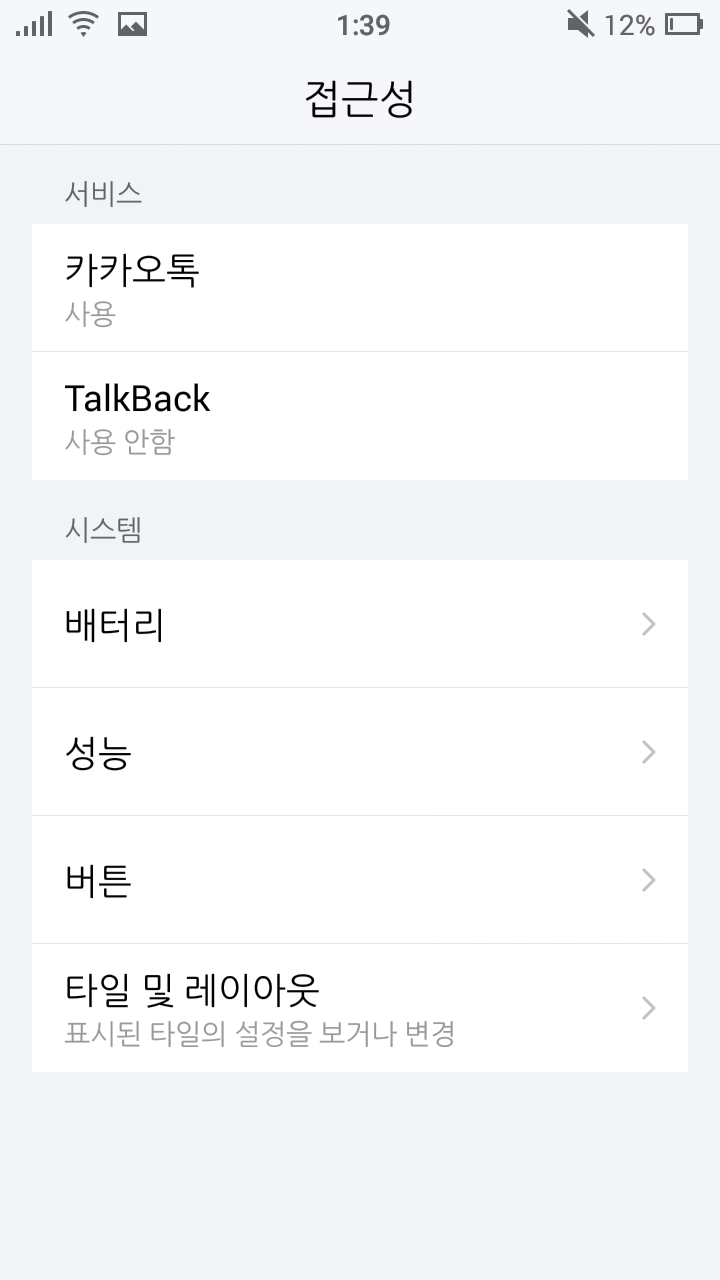 1:39
12%
접근성
서비스
카카오톡
사용
TalkBack
사용 안함
시스템
배터리
성능
버튼
타일 및 레이아웃
표시된 타일의 설정을 보거나 변경